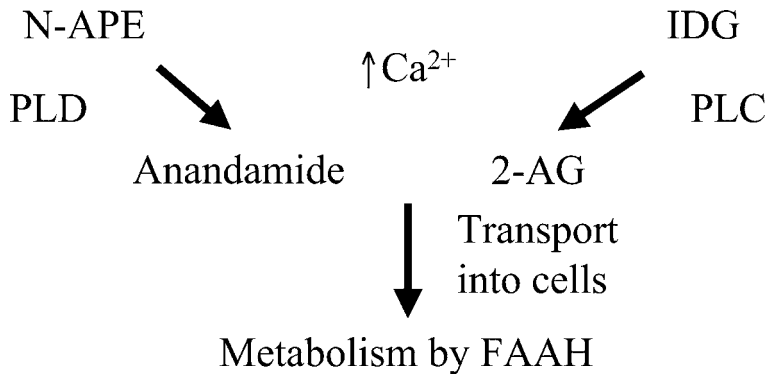 N-APE
IDG
↑Ca²⁺
PLD
PLC
Anandamide
2-AG
Transport
into cells
Metabolism by FAAH